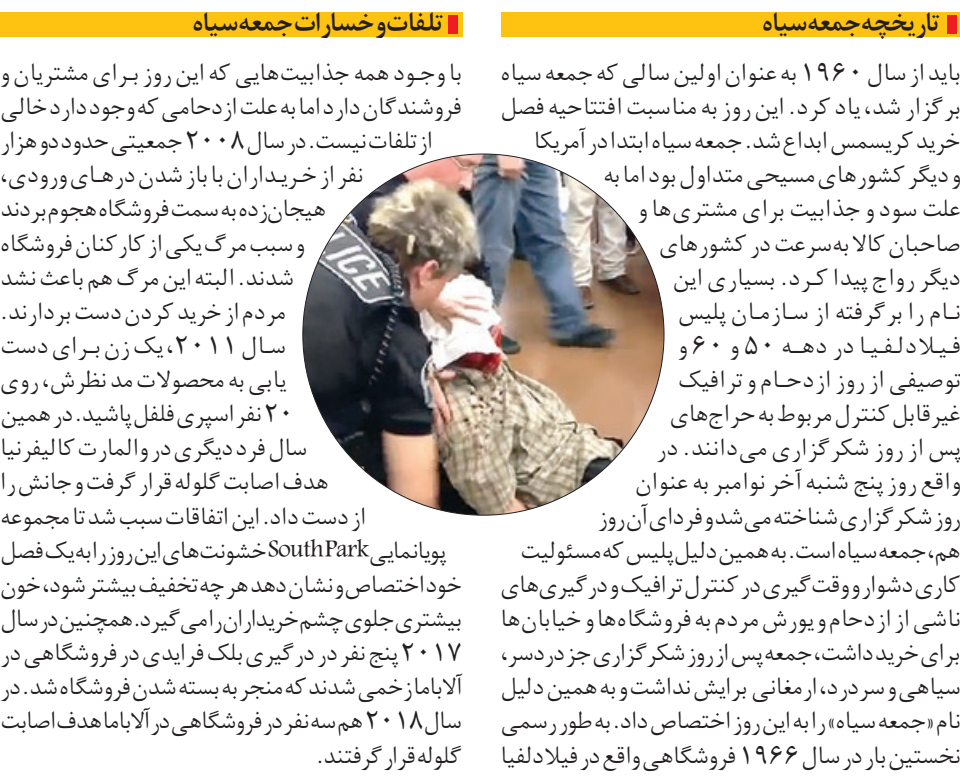 تاریخچه جمعه سیاه
باید از سال ۱۹۶۰ به عنوان اولین سالی که جمعه سیاه
برگزار شد، یاد کرد. این روز به مناسبت افتتاحیه فصل
خرید کریسمس ابداع شد. جمعه سیاه ابتدا در آمریکا
و دیگر کشورهای مسیحی متداول بود اما به
علت سود و جذابیت برای مشتری‌ها و
صاحبان کالا به‌سرعت در کشورهای
دیگر رواج پیدا کرد. بسیاری این
نام را برگرفته از سازمان پلیس
فیلادلفیا در دهه ۵۰ و ۶۰ و
توصیفی از روز ازدحام و ترافیک
غیرقابل کنترل مربوط به حراج‌های
پس از روز شکرگزاری می‌دانند. در
واقع روز پنج شنبه آخر نوامبر به عنوان
روز شکرگزاری شناخته می‌شد و فردای آن روز
هم، جمعه سیاه است. به همین دلیل پلیس که مسئولیت
کاری دشوار و وقت گیری در کنترل ترافیک و درگیری‌های
ناشی از ازدحام و یورش مردم به فروشگاه‌ها و خیابان‌ها
برای خرید داشت، جمعه پس از روز شکرگزاری جز دردسر،
سیاهی و سردرد، ارمغانی برایش نداشت و به همین دلیل
نام «جمعه سیاه» را به این روز اختصاص داد. به طور رسمی
نخستین بار در سال ۱۹۶۶ فروشگاهی واقع در فیلادلفیا
تلفات و خسارات جمعه سیاه
با وجود همه جذابیت‌هایی که این روز برای مشتریان و
فروشندگان دارد اما به علت ازدحامی که وجود دارد خالی
از تلفات نیست. در سال ۲۰۰۸ جمعیتی حدود دو هزار
نفر از خریداران با باز شدن درهای ورودی،
هیجان‌زده به سمت فروشگاه هجوم بردند
و سبب مرگ یکی از کارکنان فروشگاه
شدند. البته این مرگ هم باعث نشد
مردم از خرید کردن دست بردارند.
سال ۲۰۱۱، یک زن برای دست
یابی به محصولات مد نظرش، روی
۲۰ نفر اسپری فلفل پاشید. در همین
سال فرد دیگری در والمارت کالیفرنیا
هدف اصابت گلوله قرار گرفت و جانش را
از دست داد. این اتفاقات سبب شد تا مجموعه
پویانمایی South Park خشونت‌های این روز را به یک فصل
خود اختصاص و نشان دهد هر چه تخفیف بیشتر شود، خون
بیشتری جلوی چشم خریداران را می گیرد. همچنین در سال
۲۰۱۷ پنج نفر در درگیری بلک فرایدی در فروشگاهی در
آلاباما زخمی شدند که منجر به بسته شدن فروشگاه شد. در
سال ۲۰۱۸ هم سه نفر در فروشگاهی در آلاباما هدف اصابت
گلوله قرار گرفتند.